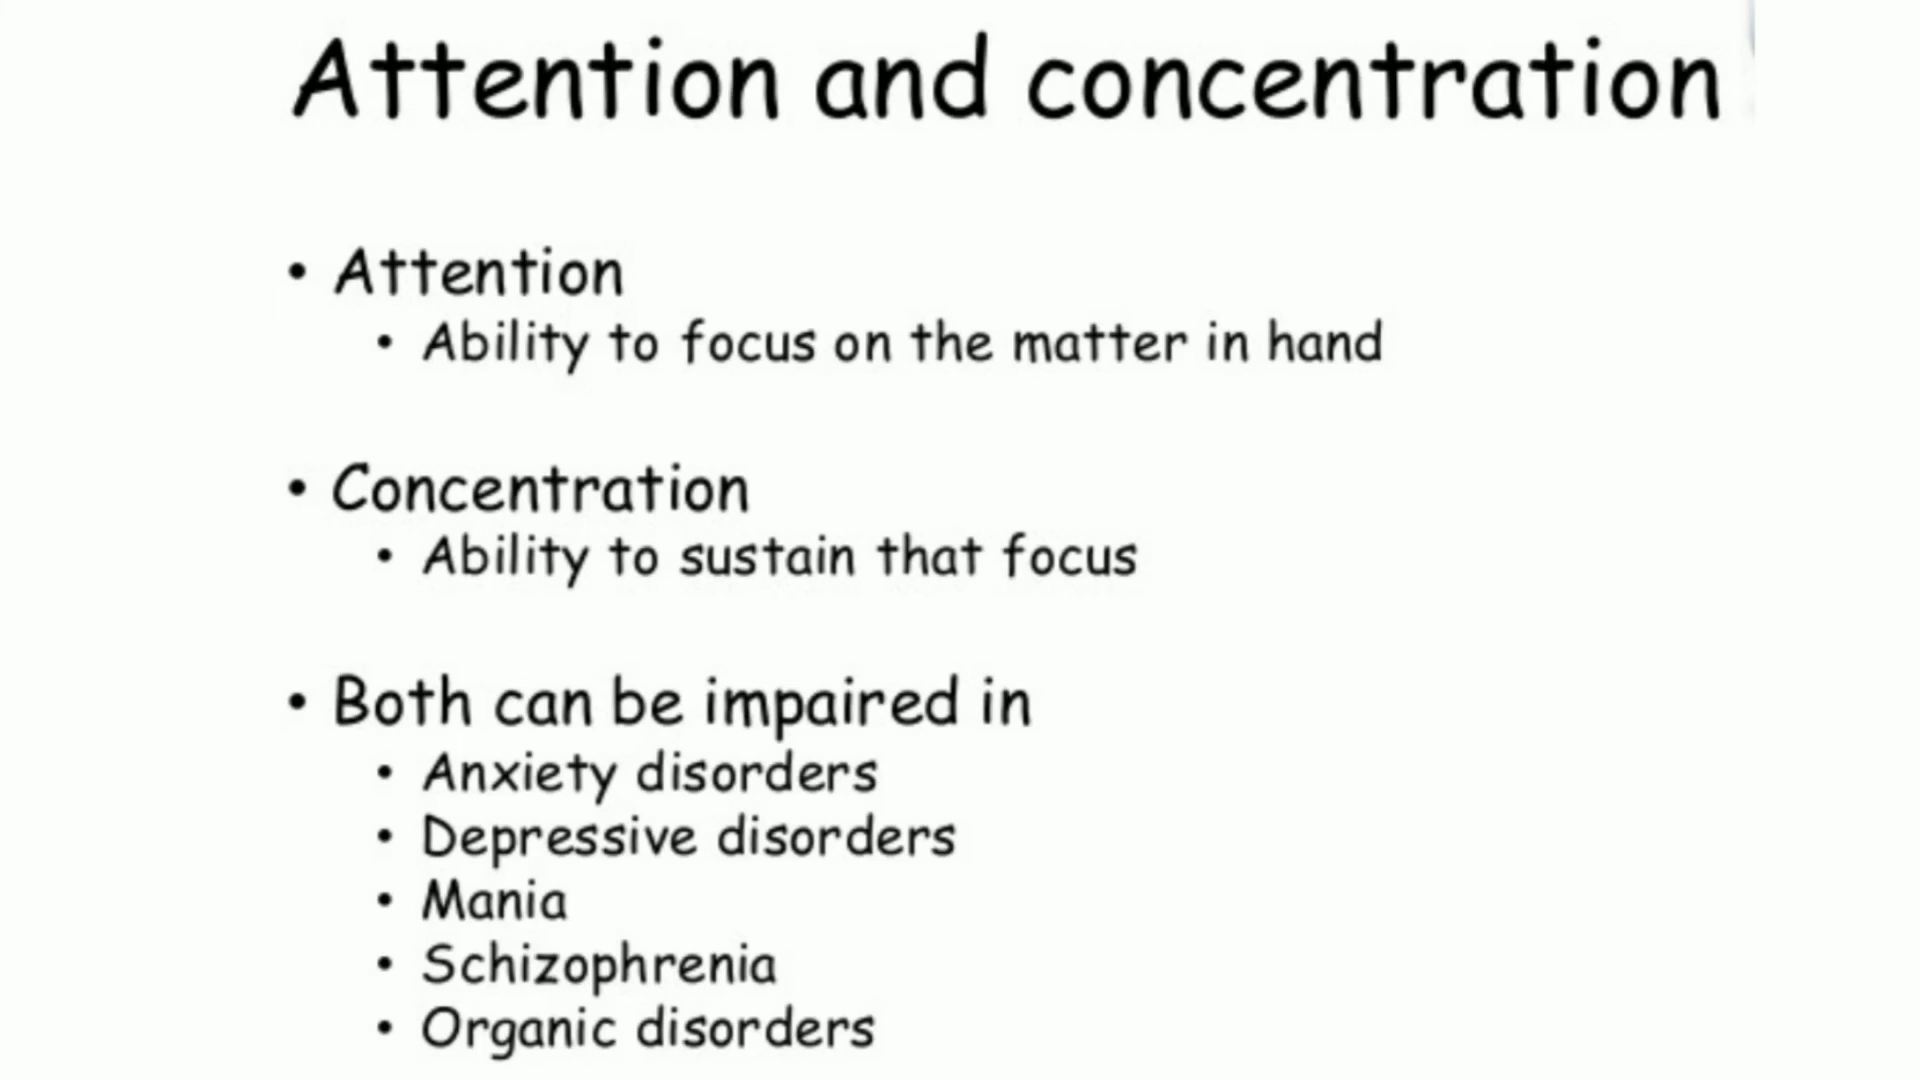 Attention and concentration
• Attention
• Ability to focus on the matter in hand
• Concentration
• Ability to sustain that focus
• Both can be impaired in
• Anxiety disorders
• Depressive disorders
• Mania
• Schizophrenia
• Organic disorders